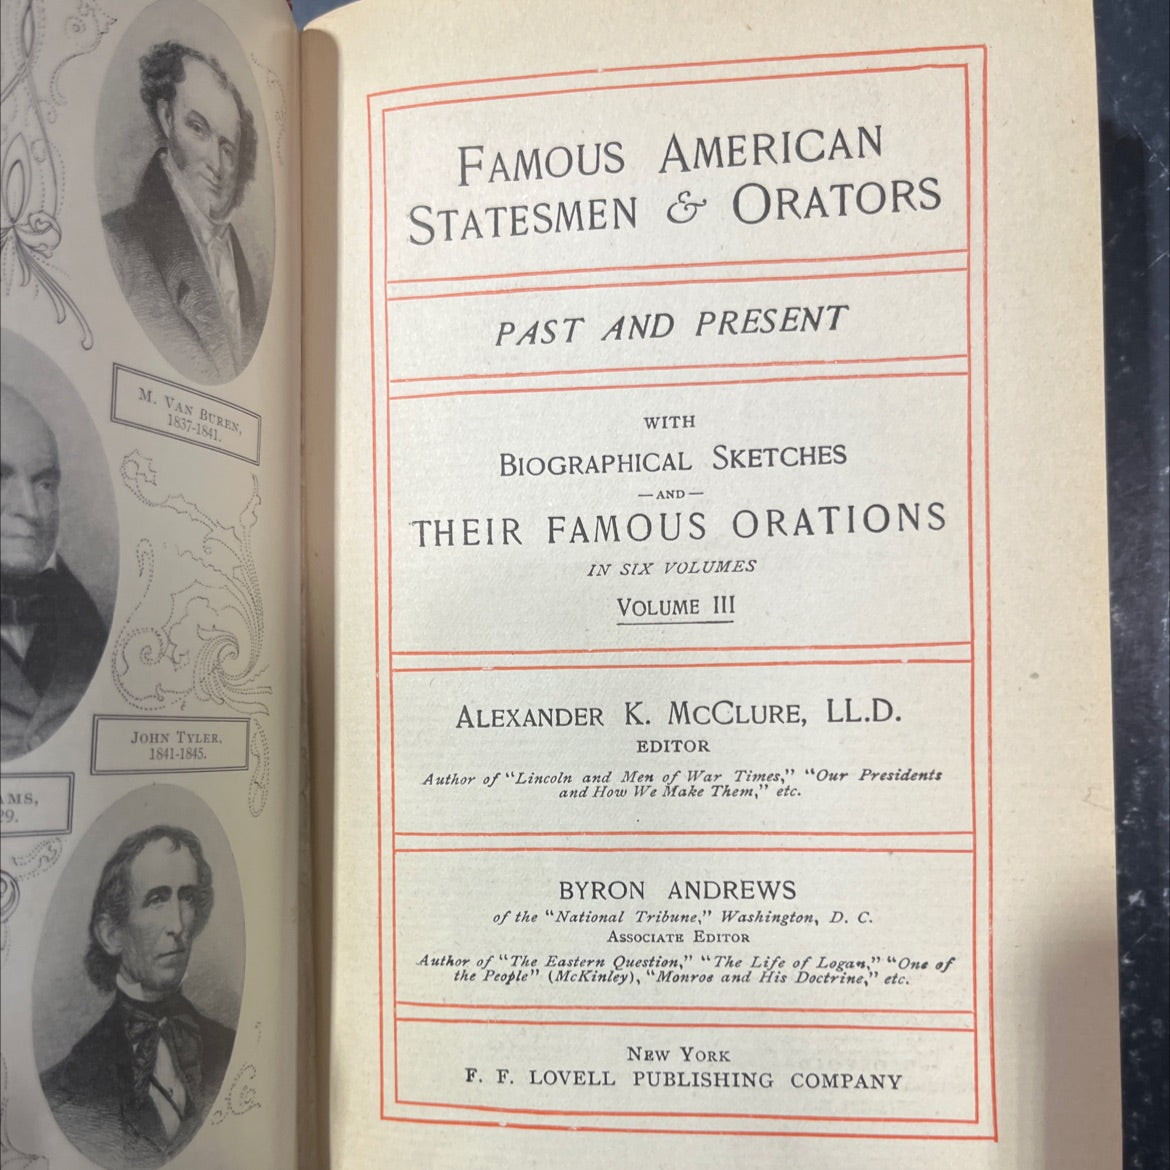 M. VAN BUREN,
1837-1841.
JOHN TYLER,
1841-1845.
AMS,
29.
FAMOUS AMERICAN
STATESMEN & ORATORS
PAST AND PRESENT
WITH
BIOGRAPHICAL SKETCHES
—AND—
THEIR FAMOUS ORATIONS
IN SIX VOLUMES
VOLUME III
ALEXANDER K. McCLURE, LL.D.
EDITOR
Author of "Lincoln and Men of War Times," "Our Presidents
and How We Make Them," etc.
BYRON ANDREWS
of the "National Tribune," Washington, D. C.
ASSOCIATE EDITOR
Author of "The Eastern Question," "The Life of Logan," "One of
the People" (McKinley), "Monroe and His Doctrine," etc.
NEW YORK
F. F. LOVELL PUBLISHING COMPANY